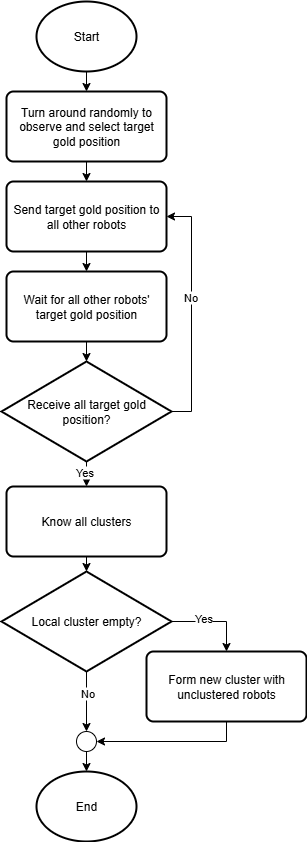 Start
Turn around randomly to
observe and select target
gold position
Send target gold position to
all other robots
Wait for all other robots'
target gold position
No
Receive all target gold
position?
Yes
Know all clusters
Local cluster empty?
Yes
Form new cluster with
unclustered robots
No
End